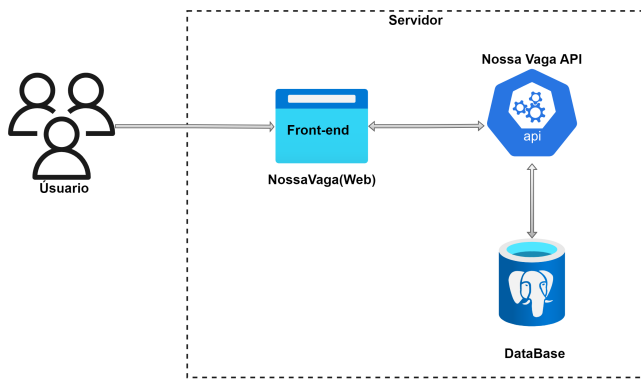 Servidor
Nossa Vaga API
Front-end
api
NossaVaga(Web)
Úsuario
DataBase